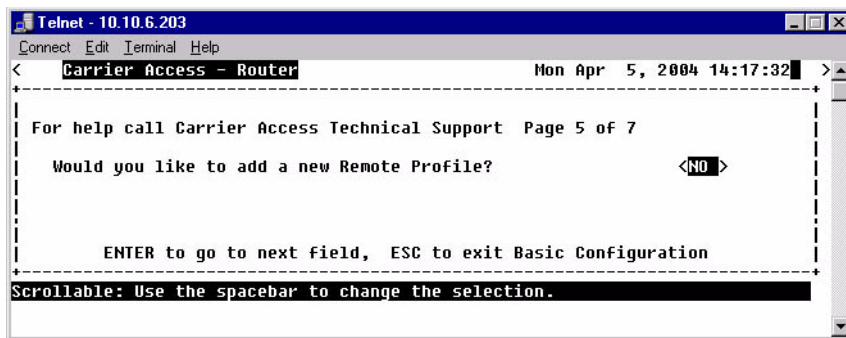 Telnet - 10.10.6.203
Connect Edit Terminal Help
< Carrier Access - Router Mon Apr 5, 2004 14:17:32 >
For help call Carrier Access Technical Support Page 5 of 7
Would you like to add a new Remote Profile? <NO >
ENTER to go to next field, ESC to exit Basic Configuration
Scrollable: Use the spacebar to change the selection.